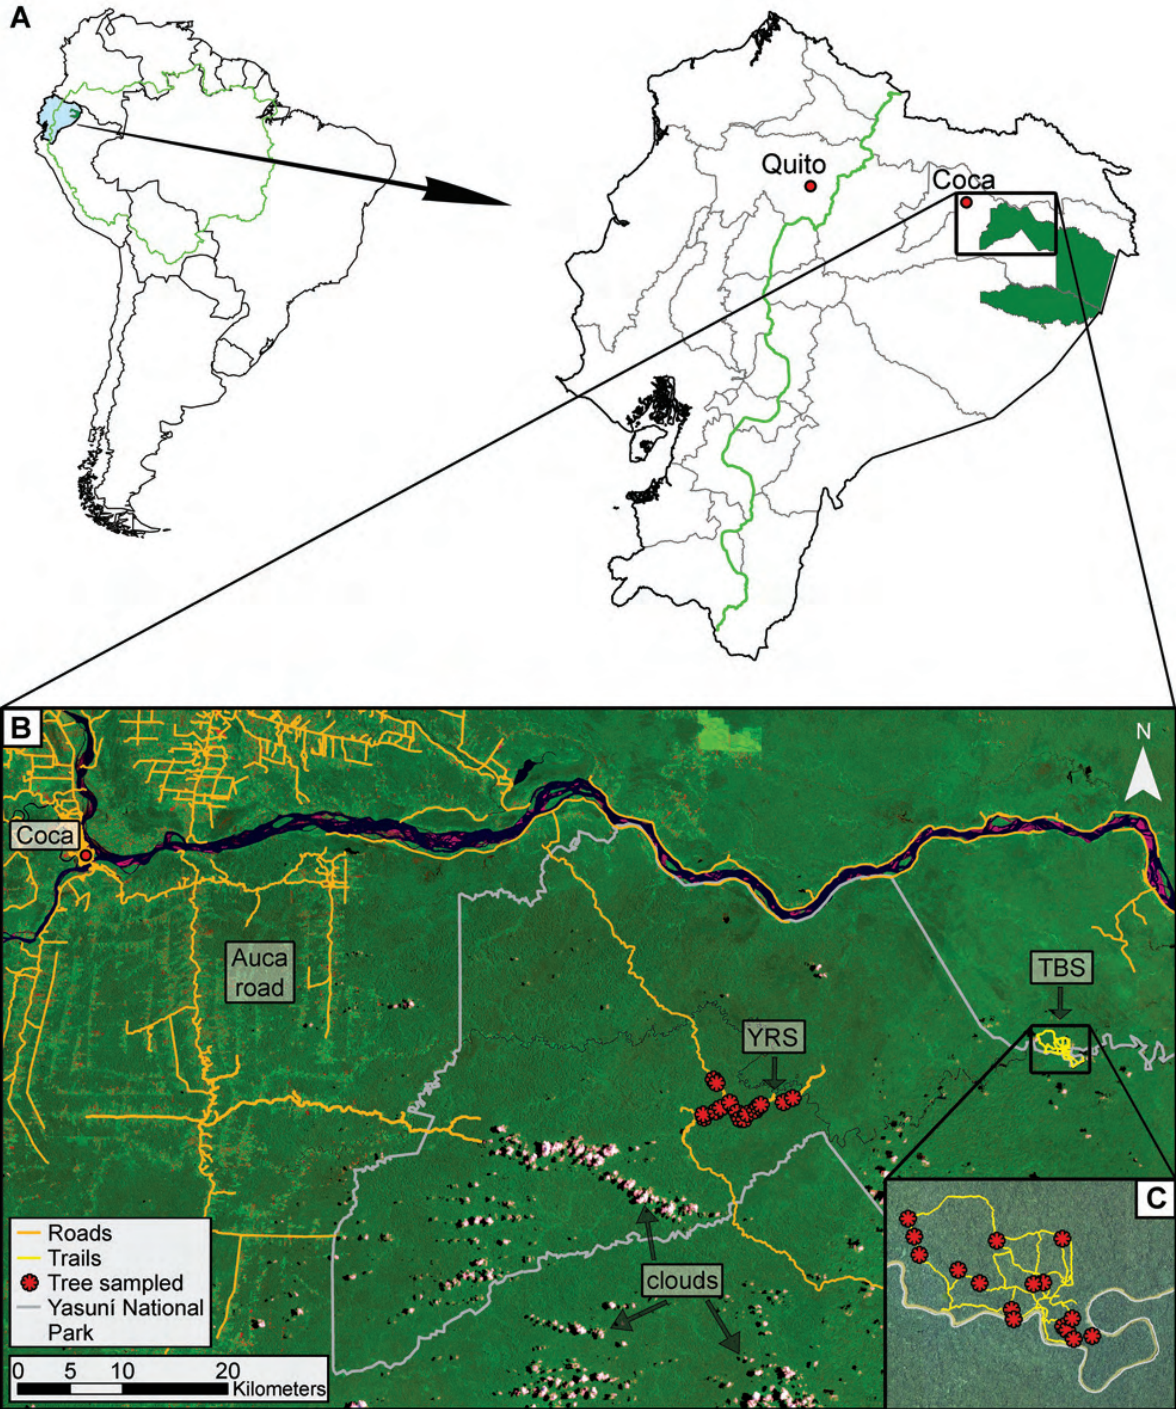 A
Quito
Coca
B
N
Coca
Auca
road
TBS
YRS
C
clouds
Roads
Trails
Tree sampled
Yasuní National
Park
0 5 10 20
Kilometers